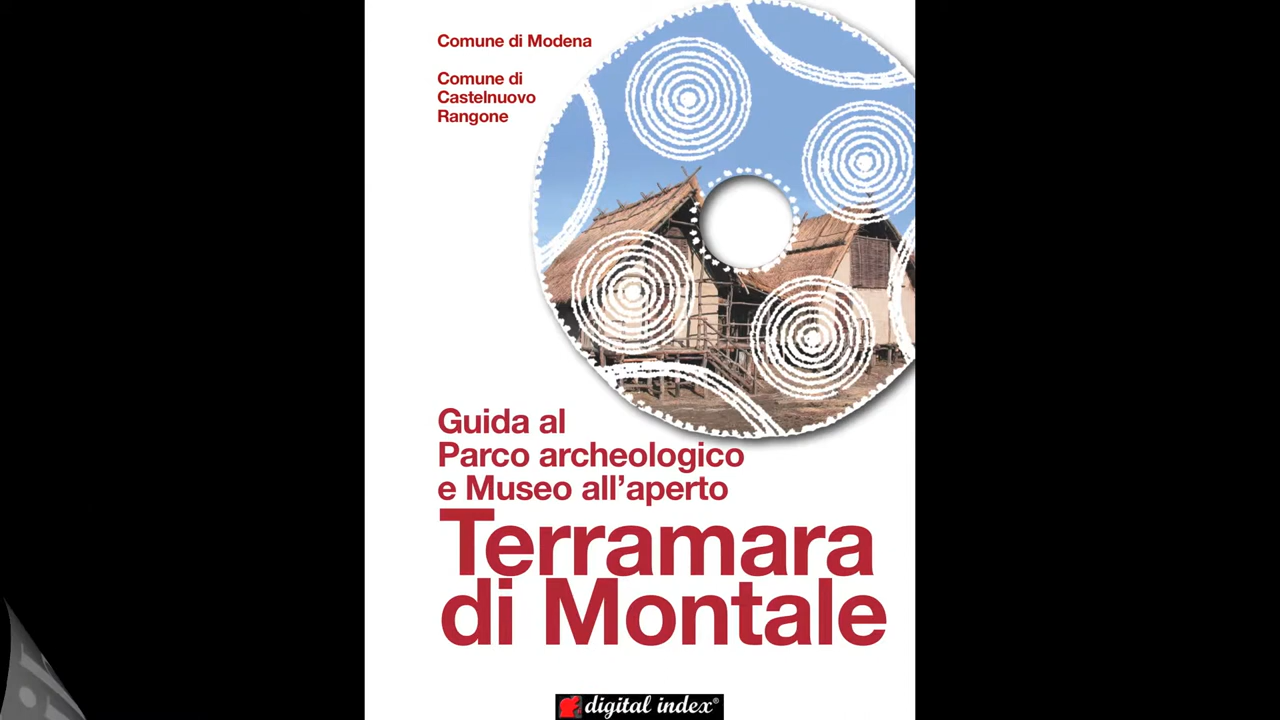 Comune di Modena
Comune di
Castelnuovo
Rangone
Guida al
Parco archeologico
e Museo all’aperto
Terramara
di Montale
digital index®